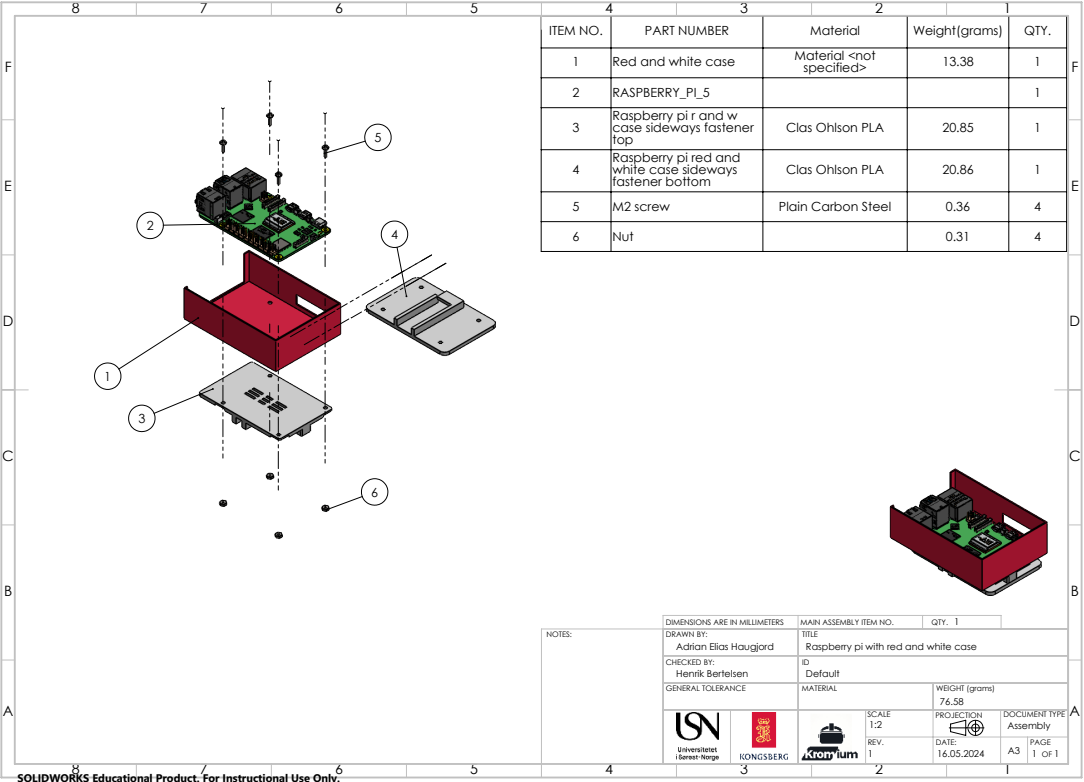 8 7 6 5 4 3 2 1
F
E
D
C
B
A
F
E
D
C
B
A
ITEM NO. PART NUMBER Material Weight(grams) QTY.
1 Red and white case Material <not specified> 13.38 1
2 RASPBERRY_PI_5 1
3 Raspberry pi r and w case sideways fastener top Clas Ohlson PLA 20.85 1
4 Raspberry pi red and white case sideways fastener bottom Clas Ohlson PLA 20.86 1
5 M2 screw Plain Carbon Steel 0.36 4
6 Nut 0.31 4
5
2
4
1
3
6
NOTES:
DIMENSIONS ARE IN MILLIMETERS MAIN ASSEMBLY ITEM NO. QTY. 1
DRAWN BY: TITLE
Adrian Elias Haugjord Raspberry pi with red and white case
CHECKED BY: ID
Henrik Bertelsen Default
GENERAL TOLERANCE MATERIAL WEIGHT (grams)
76.58
USN
Universitetet
i Sørøst-Norge
KONGSBERG
Kronyium
SCALE PROJECTION DOCUMENT TYPE
1:2 Assembly
REV. DATE: PAGE
1 16.05.2024 A3 1 OF 1
8 7 5 4 3 2 1
SOLIDWORKS Educational Product. For Instructional Use Only.